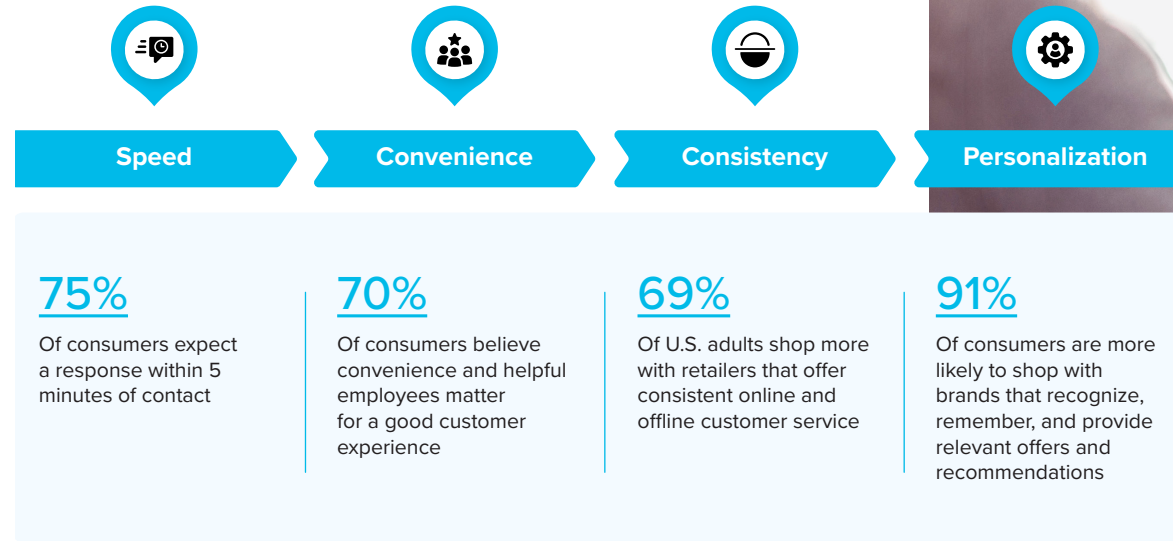 Speed
Convenience
Consistency
Personalization
75%
Of consumers expect
a response within 5
minutes of contact
70%
Of consumers believe
convenience and helpful
employees matter
for a good customer
experience
69%
Of U.S. adults shop more
with retailers that offer
consistent online and
offline customer service
91%
Of consumers are more
likely to shop with
brands that recognize,
remember, and provide
relevant offers and
recommendations